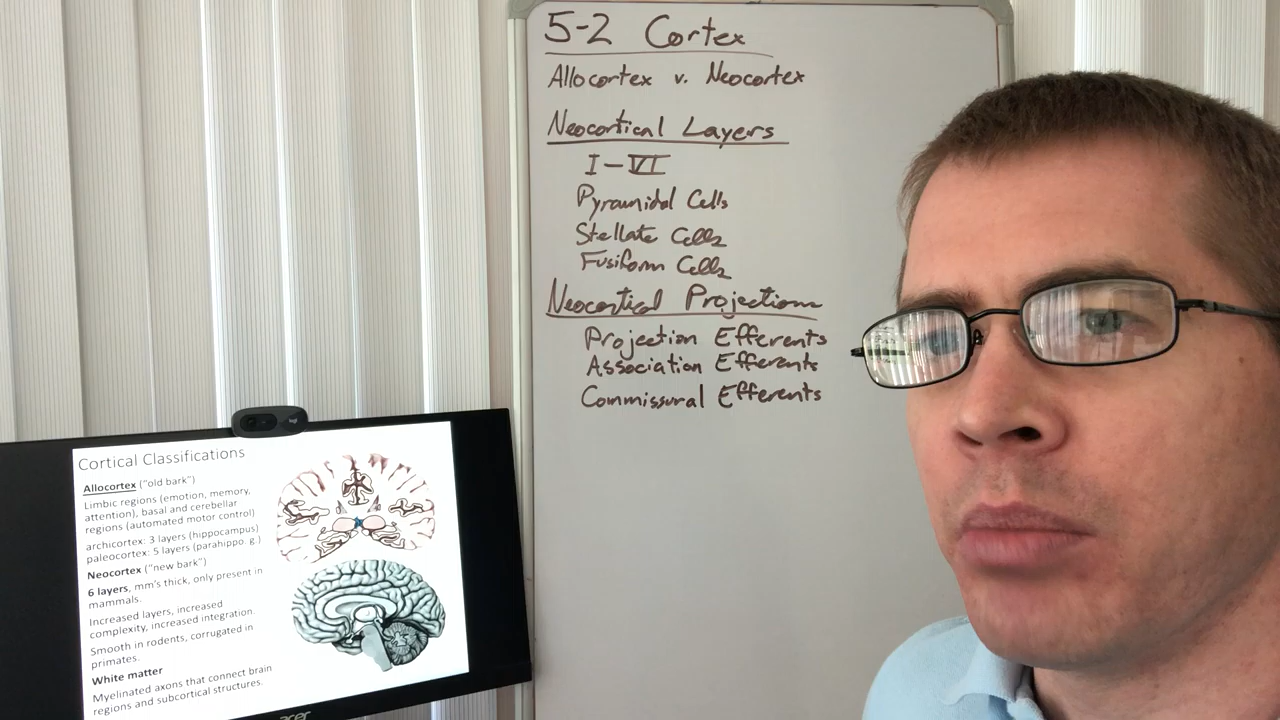 5-2 Cortex
Allocortex v. Neocortex
Neocortical Layers
I-VI
Pyramidal Cells
Stellate Cells
Fusiform Cells
Neocortical Projections
Projection Efferents
Association Efferents
Commissural Efferents
Cortical Classifications
Allocortex ("old bark")
Limbic regions (emotion, memory,
attention), basal and cerebellar
regions (automated motor control)
archicortex: 3 layers (hippocampus)
paleocortex: 5 layers (parahippo. g.)
Neocortex ("new bark")
6 layers, mm's thick, only present in
mammals.
Increased layers, increased
complexity, increased integration.
Smooth in rodents, corrugated in
primates.
White matter
Myelinated axons that connect brain
regions and subcortical structures.
acer